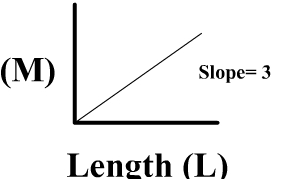 (M)
Slope= 3
Length (L)